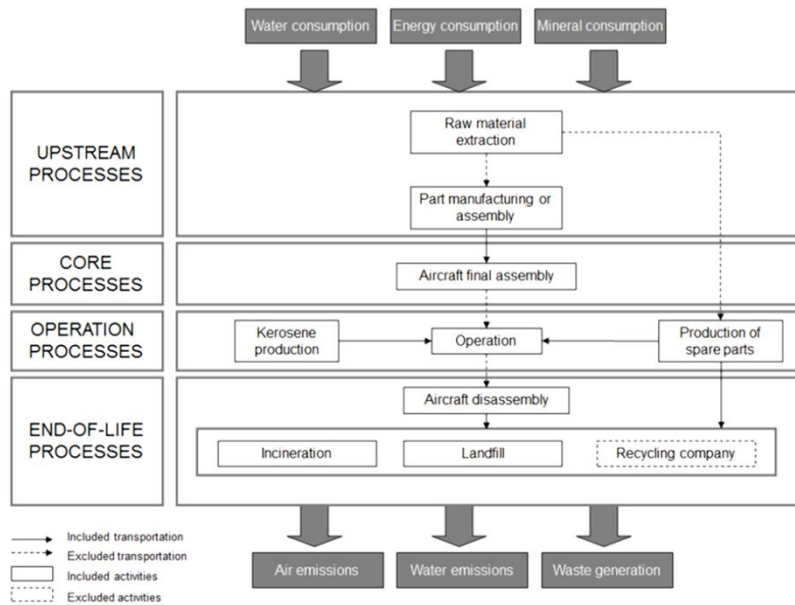 Water consumption
Energy consumption
Mineral consumption
UPSTREAM
PROCESSES
Raw material
extraction
Part manufacturing or
assembly
CORE
PROCESSES
Aircraft final assembly
OPERATION
PROCESSES
Kerosene
production
Operation
Production of
spare parts
END-OF-LIFE
PROCESSES
Aircraft disassembly
Incineration
Landfill
Recycling company
Included transportation
Excluded transportation
Included activities
Excluded activities
Air emissions
Water emissions
Waste generation